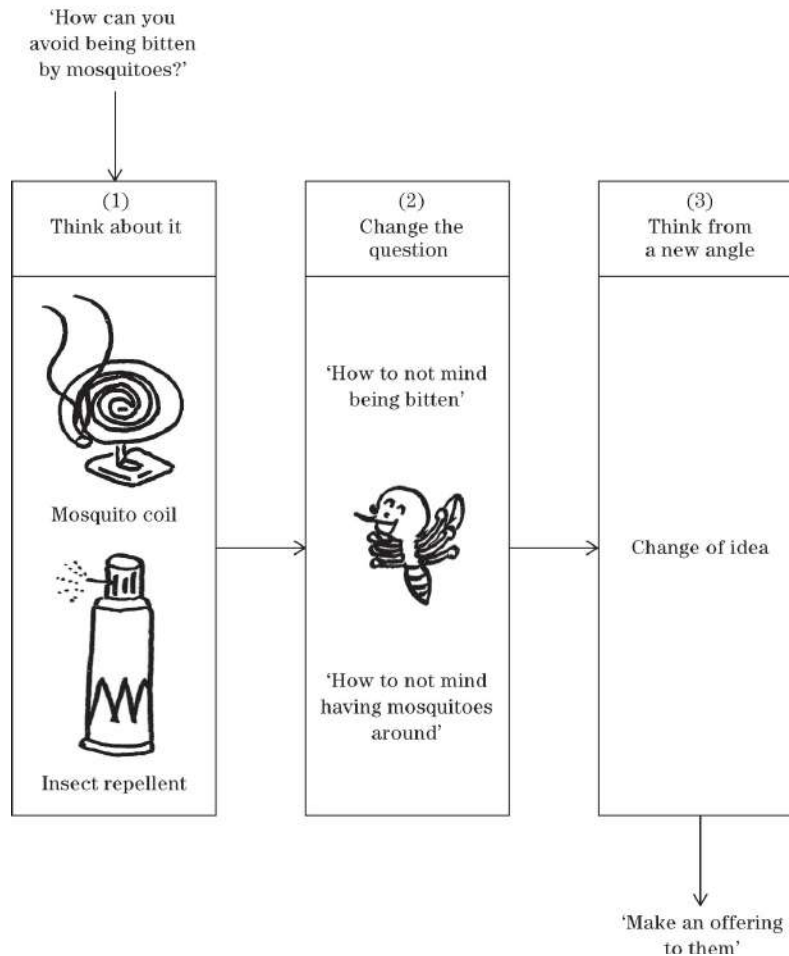 ‘How can you
avoid being bitten
by mosquitoes?’
(1)
Think about it
Mosquito coil
Insect repellent
(2)
Change the
question
‘How to not mind
being bitten’
‘How to not mind
having mosquitoes
around’
(3)
Think from
a new angle
Change of idea
‘Make an offering
to them’